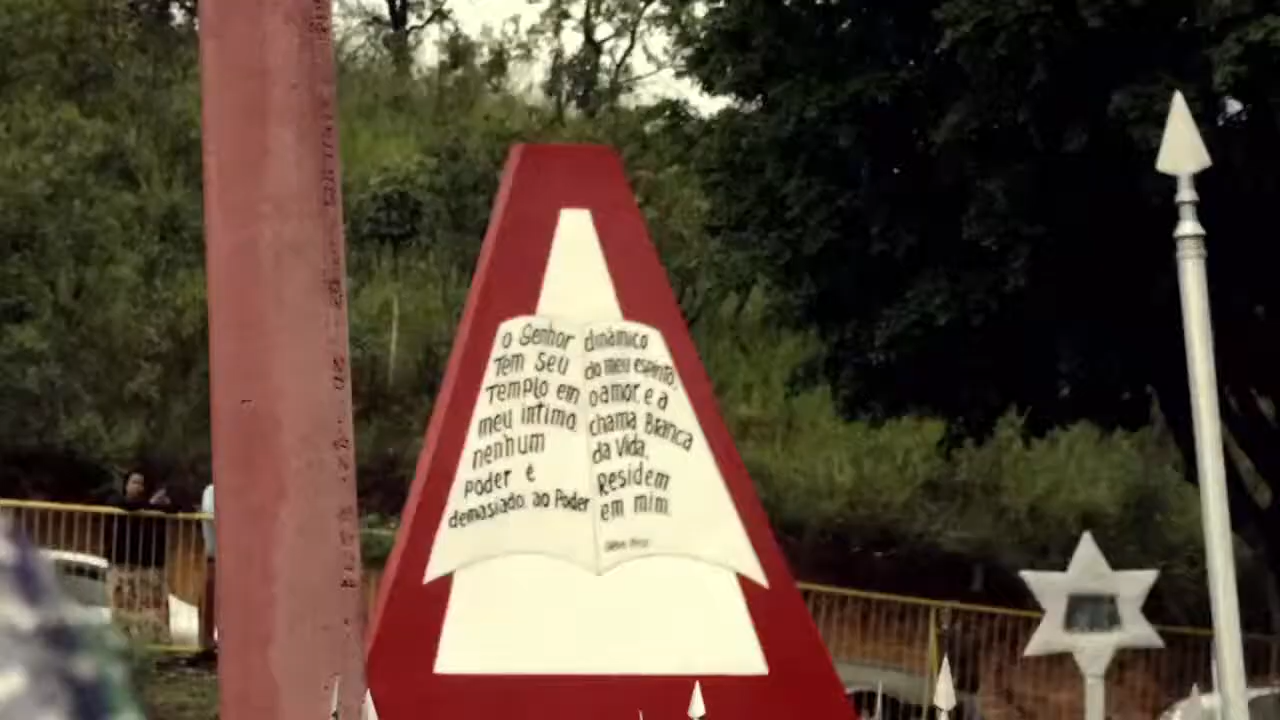 O Senhor
Tem Seu
Templo em
meu íntimo.
nenhum
poder é
demasiado ao Poder
dinâmico
do meu espírito.
o amor, e a
chama Branca
da Vida,
Residem
em mim.